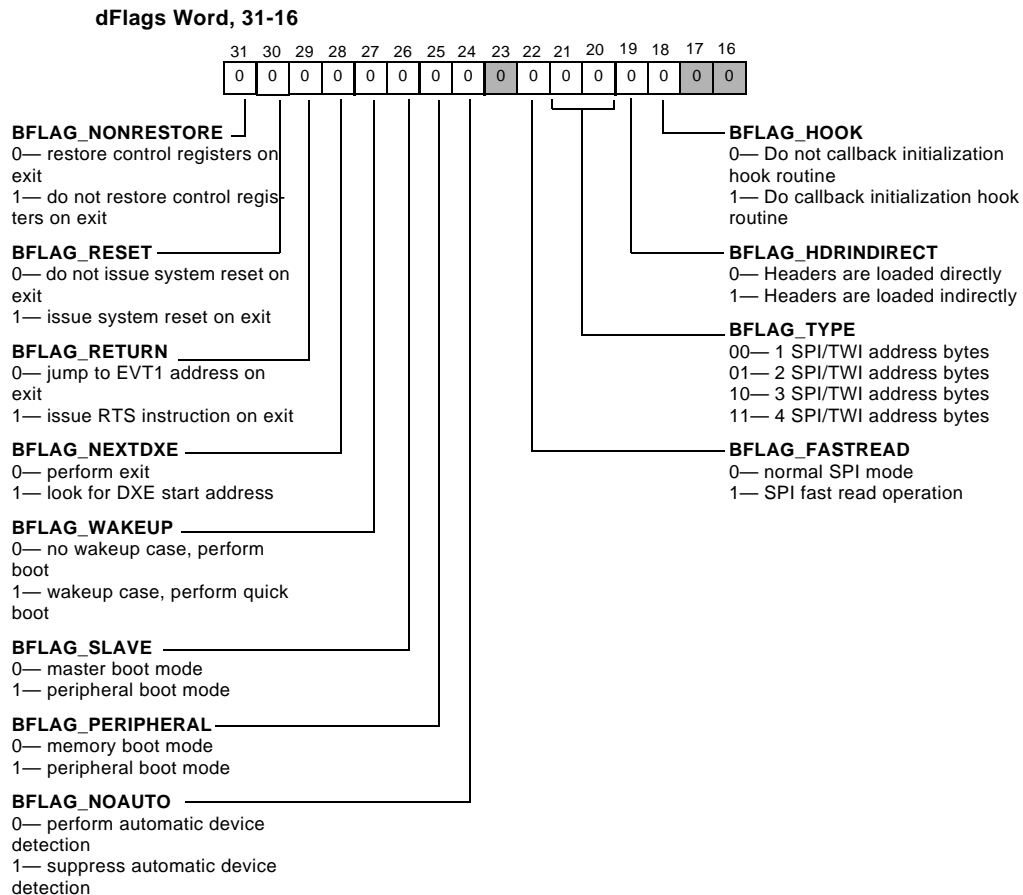 dFlags Word, 31-16
31 30 29 28 27 26 25 24 23 22 21 20 19 18 17 16
0 0 0 0 0 0 0 0 0 0 0 0 0 0 0 0
BFLAG_NONRESTORE
0— restore control registers on
exit
1— do not restore control regis-
ters on exit
BFLAG_RESET
0— do not issue system reset on
exit
1— issue system reset on exit
BFLAG_RETURN
0— jump to EVT1 address on
exit
1— issue RTS instruction on exit
BFLAG_NEXTDXE
0— perform exit
1— look for DXE start address
BFLAG_WAKEUP
0— no wakeup case, perform
boot
1— wakeup case, perform quick
boot
BFLAG_SLAVE
0— master boot mode
1— peripheral boot mode
BFLAG_PERIPHERAL
0— memory boot mode
1— peripheral boot mode
BFLAG_NOAUTO
0— perform automatic device
detection
1— suppress automatic device
detection
BFLAG_HOOK
0— Do not callback initialization
hook routine
1— Do callback initialization hook
routine
BFLAG_HDRINDIRECT
0— Headers are loaded directly
1— Headers are loaded indirectly
BFLAG_TYPE
00— 1 SPI/TWI address bytes
01— 2 SPI/TWI address bytes
10— 3 SPI/TWI address bytes
11— 4 SPI/TWI address bytes
BFLAG_FASTREAD
0— normal SPI mode
1— SPI fast read operation